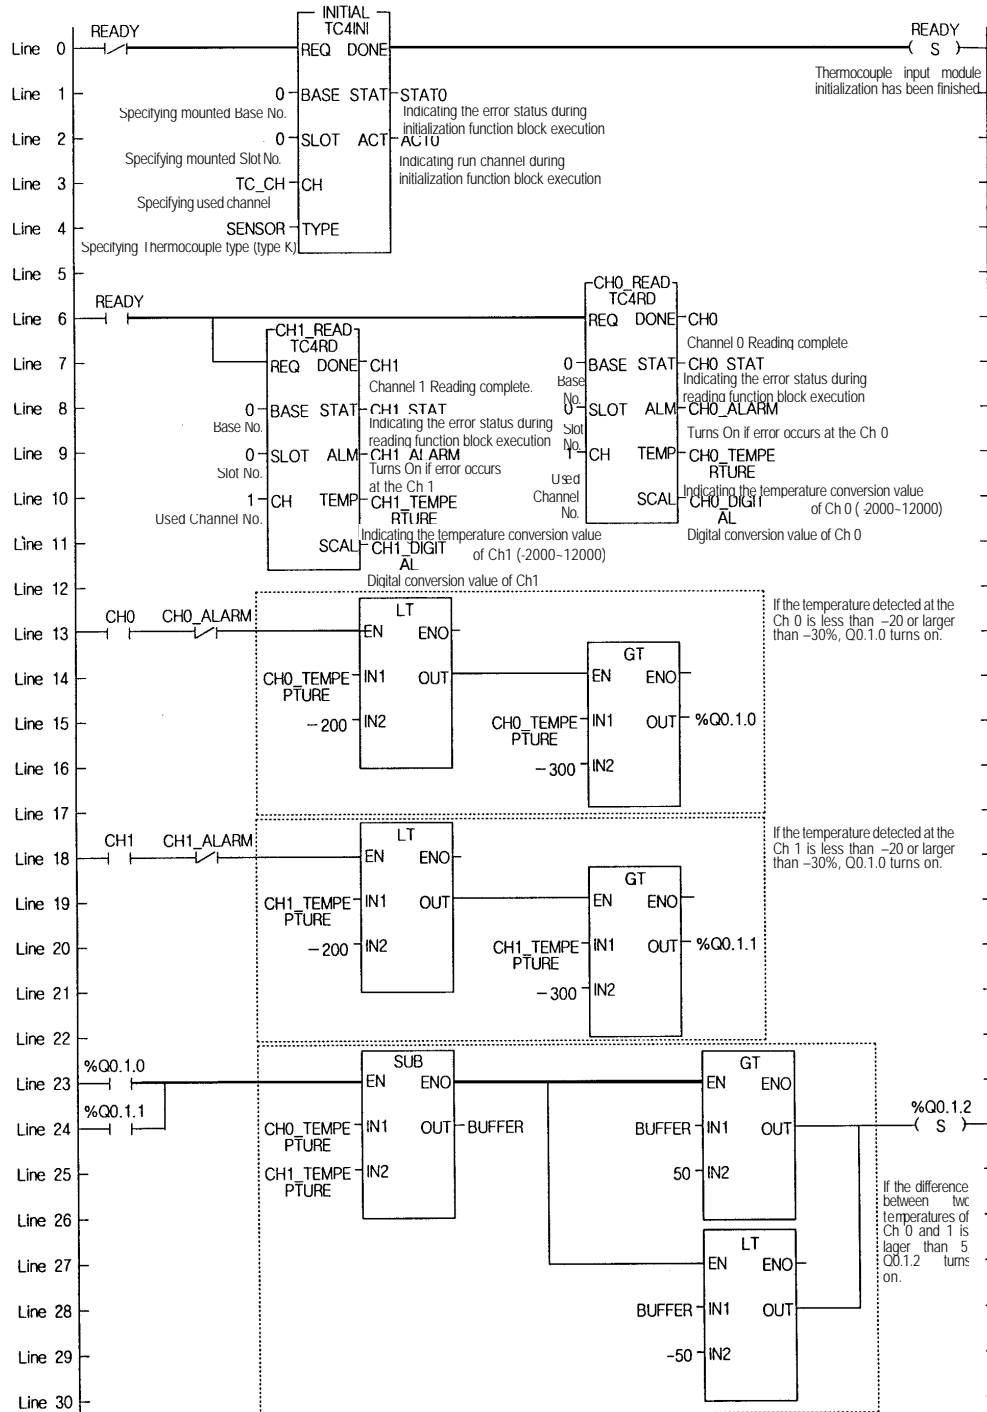 INITIAL
READY TC4INI READY
Line 0 REQ DONE ( S )
Thermocouple input module
initialization has been finished
Line 1 0 BASE STAT STAT0
Specifying mounted Base No.
Indicating the error status during
initialization function block execution
Line 2 0 SLOT ACT ACT0
Specifying mounted Slot No.
Indicating run channel during
initialization function block execution
Line 3 TC_CH CH
Specifying used channel
Line 4 SENSOR TYPE
Specifying Thermocouple type (type K)
Line 5
CH0_READ
READY TC4RD
Line 6 REQ DONE CH0
CH1_READ
TC4RD
Channel 0 Reading complete
Line 7 REQ DONE CH1 0 BASE STAT CH0_STAT
Channel 1 Reading complete.
Base
No.
Indicating the error status during
reading function block execution
Line 8 0 BASE STAT CH1_STAT 0 SLOT ALM CH0_ALARM
Base No.
Indicating the error status during
reading function block execution
Slot
No.
Turns On if error occurs at the Ch 0
Line 9 0 SLOT ALM CH1_ALARM 1 CH TEMP CH0_TEMPE
RTURE
Slot No.
Turns On if error occurs
at the Ch 1
Used
Channel
No.
Indicating the temperature conversion value
of Ch 0 ( -2000~12000)
Line 10 1 CH TEMP CH1_TEMPE
RTURE
SCAL CH0_DIGIT
AL
Used Channel No.
Indicating the temperature conversion value
of Ch1 (-2000~12000)
Digital conversion value of Ch 0
Line 11 SCAL CH1_DIGIT
AL
Digital conversion value of Ch1
Line 12
CH0 CH0_ALARM LT
If the temperature detected at the
Ch 0 is less than –20 or larger
than –30%, Q0.1.0 turns on.
Line 13 EN ENO
GT
Line 14 CH0_TEMPE
PTURE
IN1 OUT EN ENO
Line 15 −200 IN2 CH0_TEMPE
PTURE
IN1 OUT %Q0.1.0
Line 16 −300 IN2
Line 17
CH1 CH1_ALARM LT
If the temperature detected at the
Ch 1 is less than –20 or larger
than –30%, Q0.1.0 turns on.
Line 18 EN ENO
GT
Line 19 CH1_TEMPE
PTURE
IN1 OUT EN ENO
Line 20 −200 IN2 CH1_TEMPE
PTURE
IN1 OUT %Q0.1.1
Line 21 −300 IN2
Line 22
%Q0.1.0 SUB GT
Line 23 EN ENO EN ENO
%Q0.1.1 %Q0.1.2
Line 24 CH0_TEMPE
PTURE
IN1 OUT BUFFER BUFFER IN1 OUT ( S )
Line 25 CH1_TEMPE
PTURE
IN2 50 IN2
If the difference
between two
temperatures of
Ch 0 and 1 is
lager than 5,
Q0.1.2 turns
on.
Line 26
LT
Line 27 EN ENO
Line 28 BUFFER IN1 OUT
Line 29 -50 IN2
Line 30